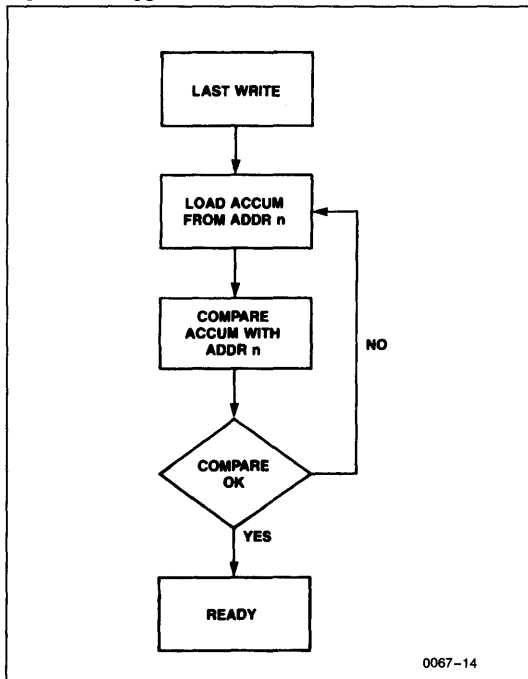 LAST WRITE
LOAD ACCUM
FROM ADDR n
COMPARE
ACCUM WITH
ADDR n
NO
COMPARE
OK
YES
READY
0067–14